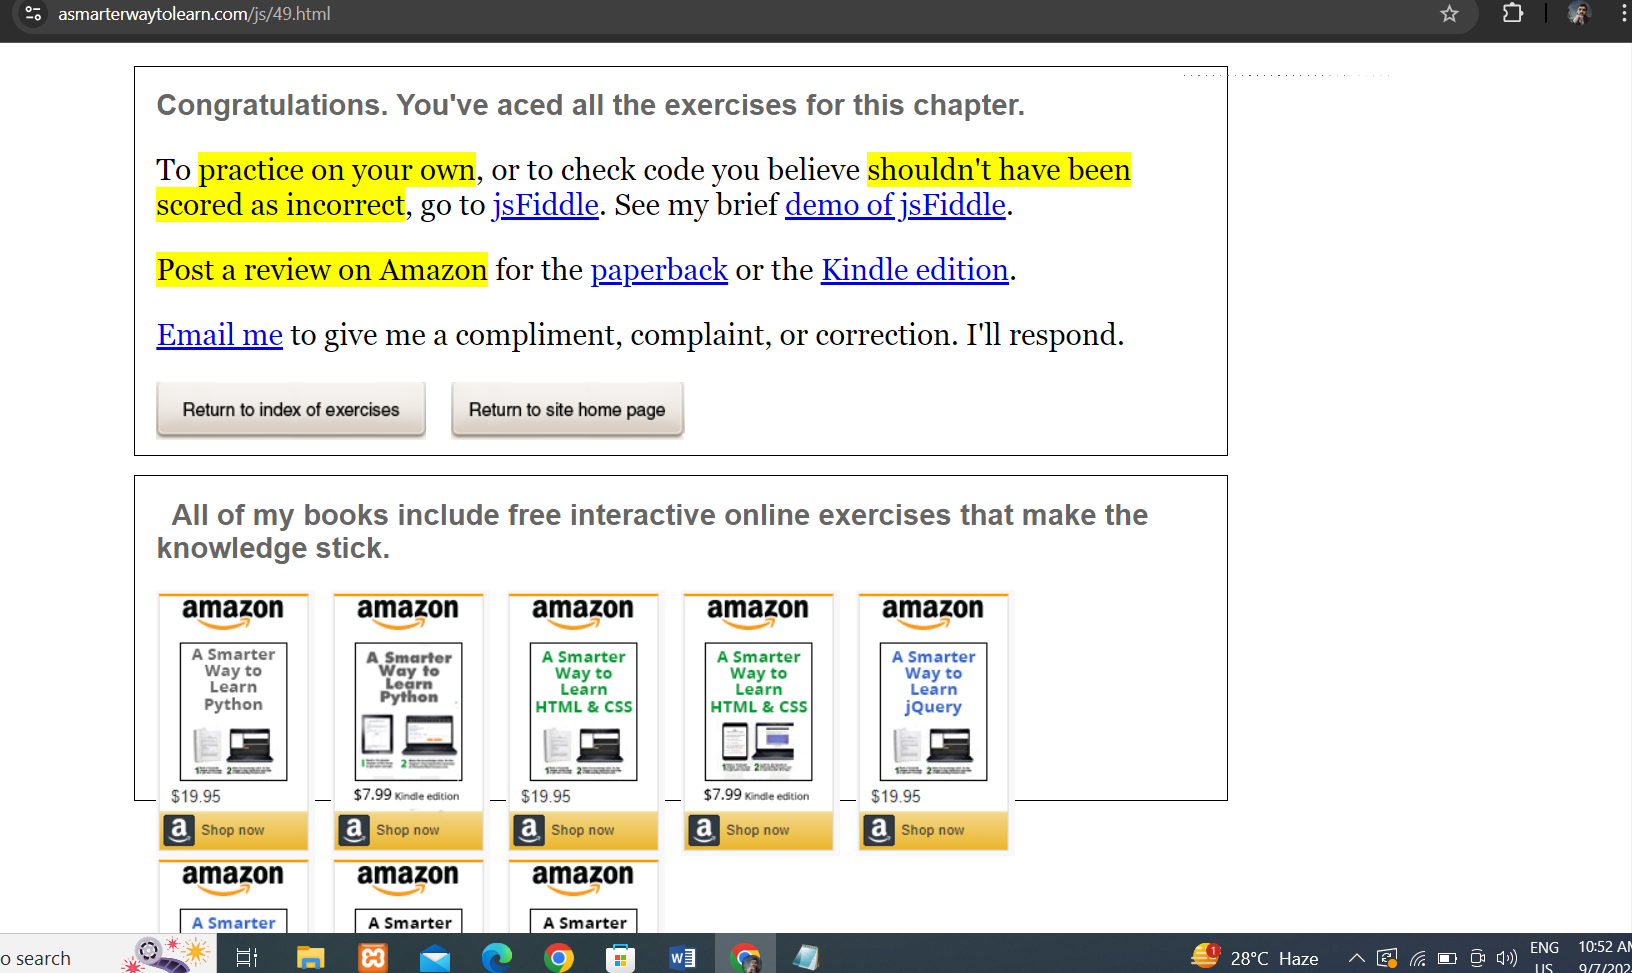 asmarterwaytolearn.com/js/49.html
Congratulations. You've aced all the exercises for this chapter.
To practice on your own, or to check code you believe shouldn't have been
scored as incorrect, go to jsFiddle. See my brief demo of jsFiddle.
Post a review on Amazon for the paperback or the Kindle edition.
Email me to give me a compliment, complaint, or correction. I'll respond.
Return to index of exercises Return to site home page
All of my books include free interactive online exercises that make the
knowledge stick.
amazon amazon amazon amazon amazon
A Smarter A Smarter A Smarter A Smarter A Smarter
Way to Way to Way to Way to Way to
Learn Learn Learn Learn Learn
Python Python HTML & CSS HTML & CSS jQuery
$19.95 $7.99 Kindle edition $19.95 $7.99 Kindle edition $19.95
a Shop now a Shop now a Shop now a Shop now a Shop now
amazon amazon amazon
A Smarter A Smarter A Smarter
o search 1 28°C Haze ENG 10:52 AM
US 9/7/202